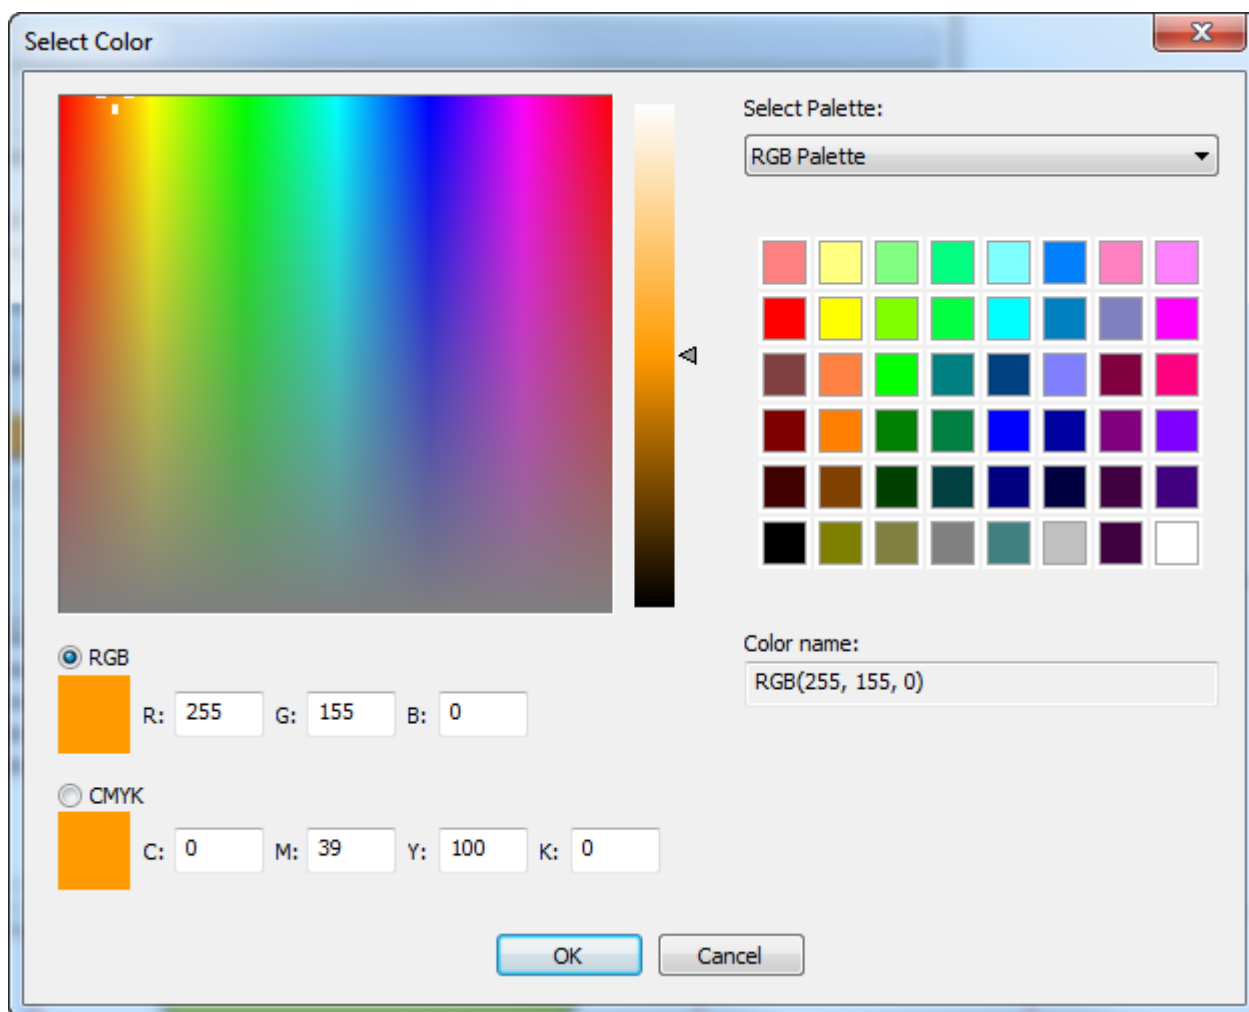 Select Color
Select Palette:
RGB Palette
Color name:
RGB(255, 155, 0)
RGB
R: 255 G: 155 B: 0
CMYK
C: 0 M: 39 Y: 100 K: 0
OK Cancel